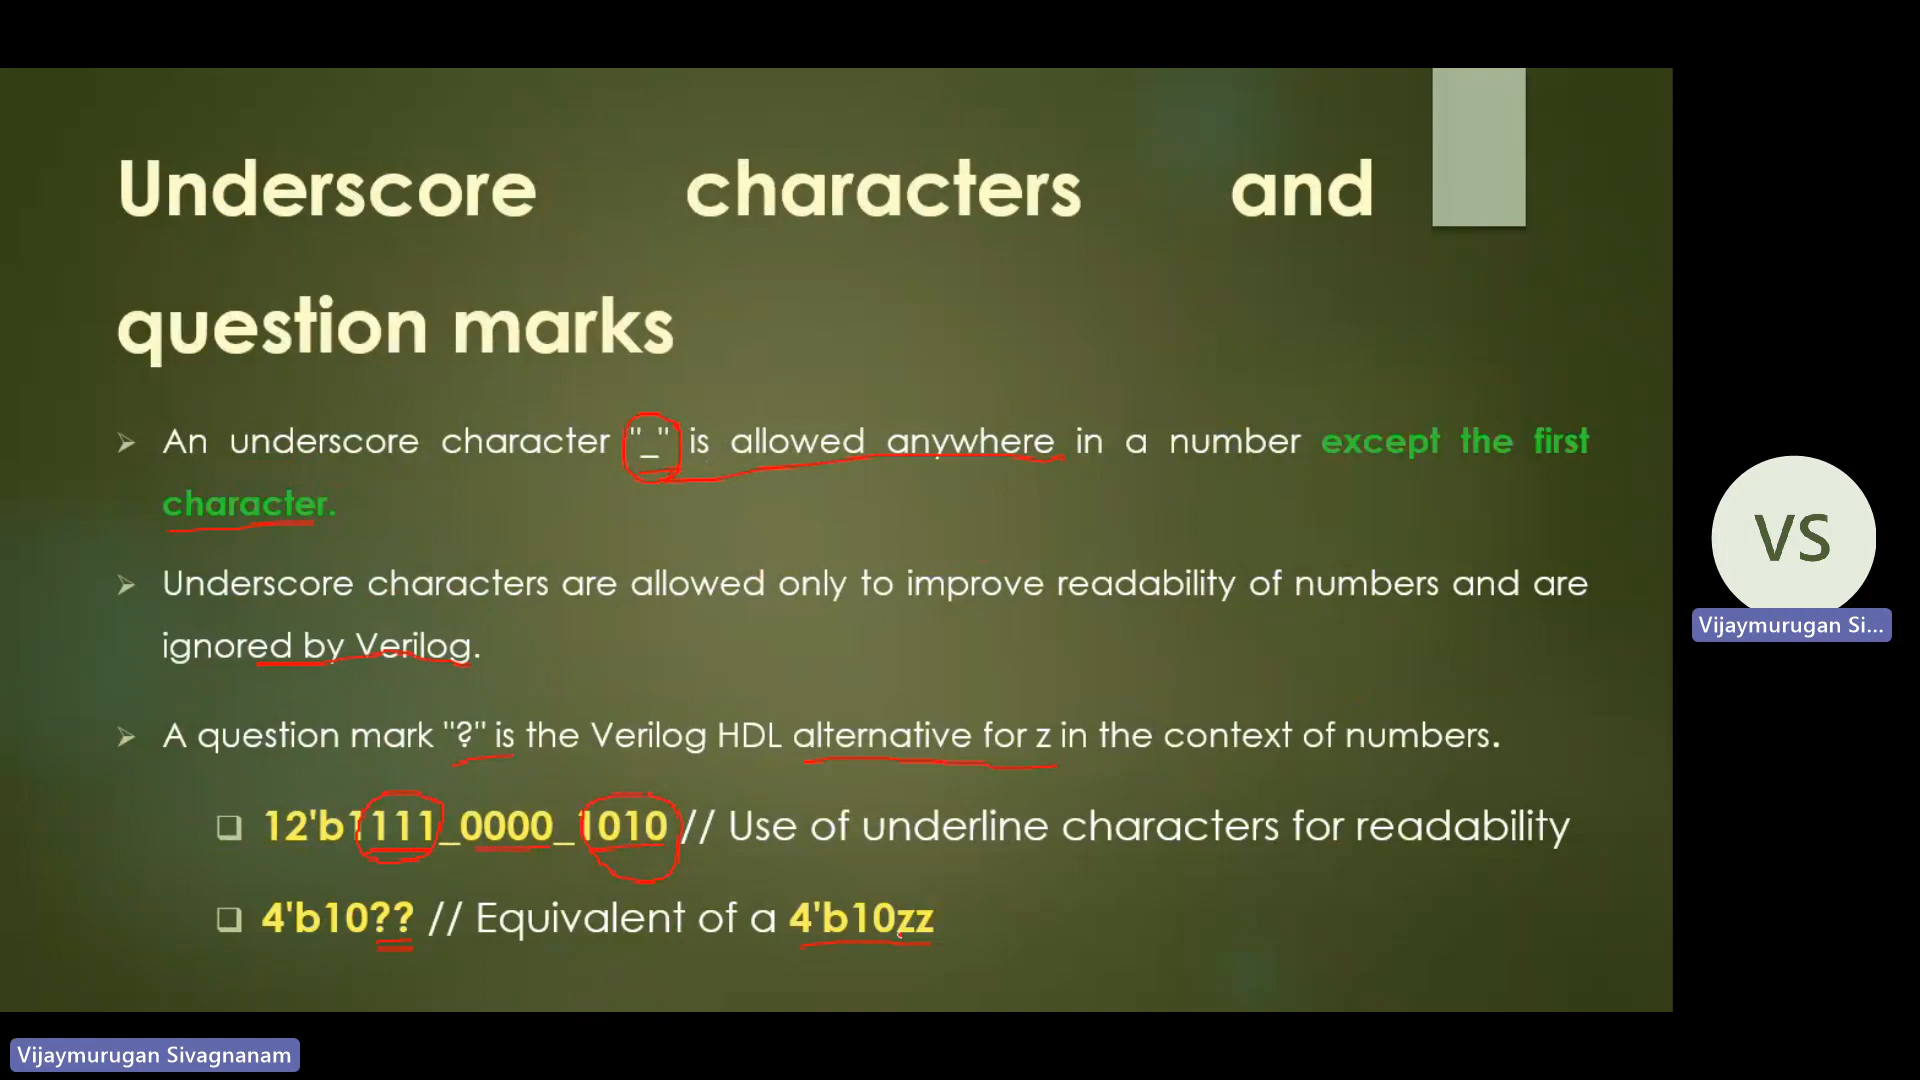 Underscore characters and
question marks
➢ An underscore character "_" is allowed anywhere in a number except the first
character.
➢ Underscore characters are allowed only to improve readability of numbers and are
ignored by Verilog.
➢ A question mark "?" is the Verilog HDL alternative for z in the context of numbers.
❑ 12'b1111_0000_1010 // Use of underline characters for readability
❑ 4'b10?? // Equivalent of a 4'b10zz
VS
Vijaymurugan Si...
Vijaymurugan Sivagnanam